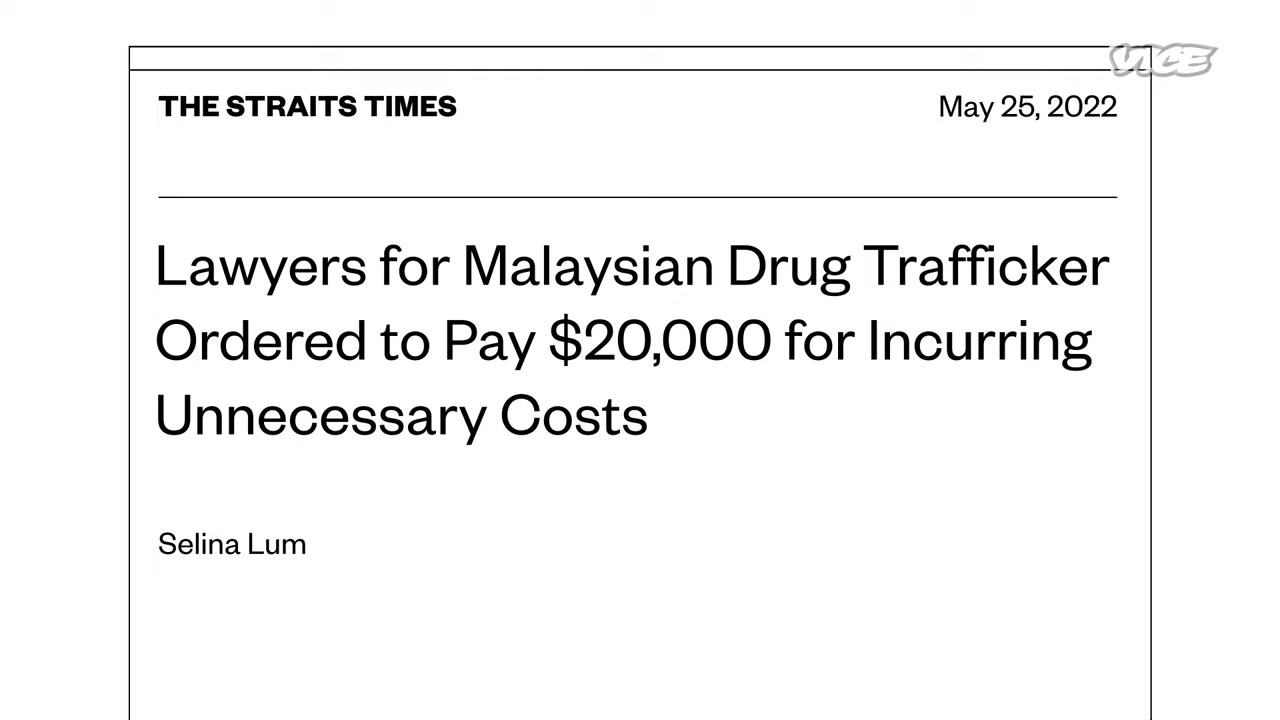 VICE
THE STRAITS TIMES
May 25, 2022
Lawyers for Malaysian Drug Trafficker
Ordered to Pay $20,000 for Incurring
Unnecessary Costs
Selina Lum